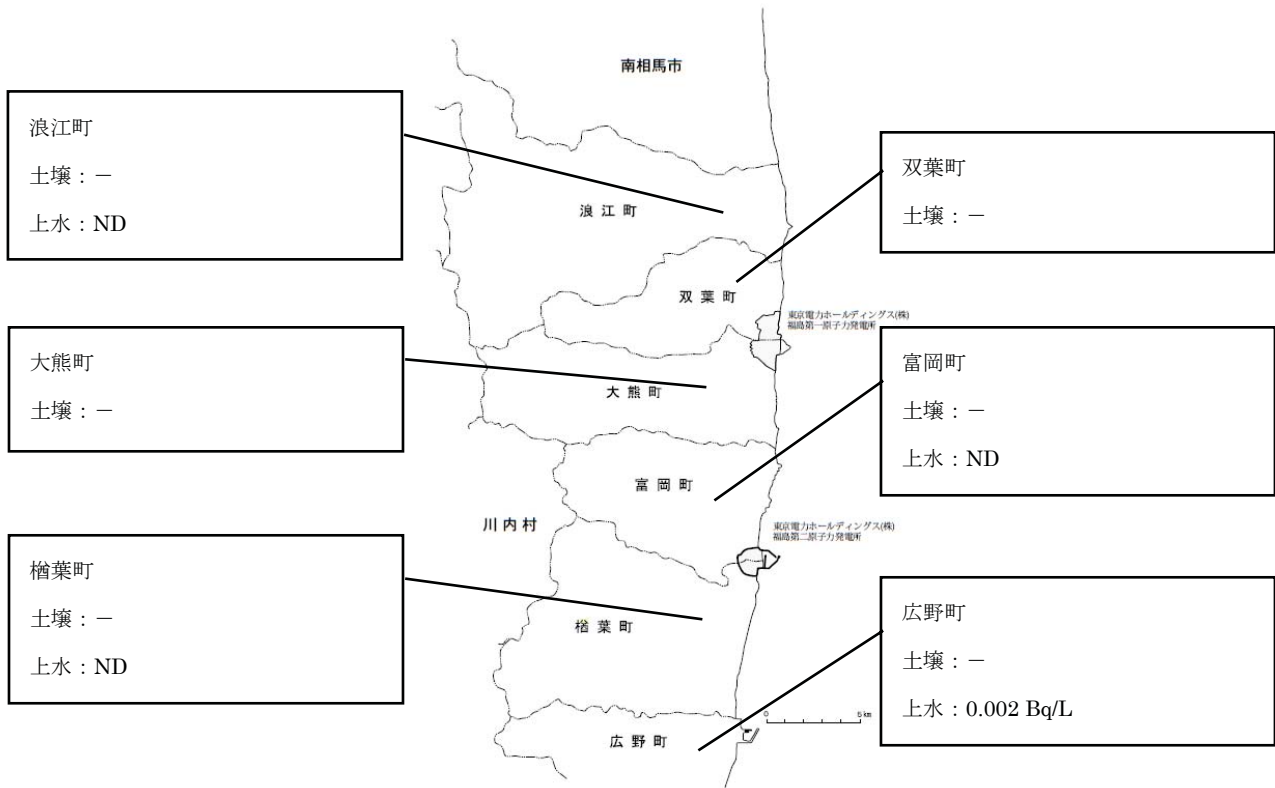 南相馬市
浪江町
土壌：－
上水：ND
双葉町
土壌：－
浪江町
双葉町
東京電力ホールディングス(株)
福島第一原子力発電所
大熊町
土壌：－
富岡町
土壌：－
上水：ND
大熊町
富岡町
川内村
東京電力ホールディングス(株)
福島第二原子力発電所
楢葉町
土壌：－
上水：ND
広野町
土壌：－
上水：0.002 Bq/L
楢葉町
0 5km
広野町